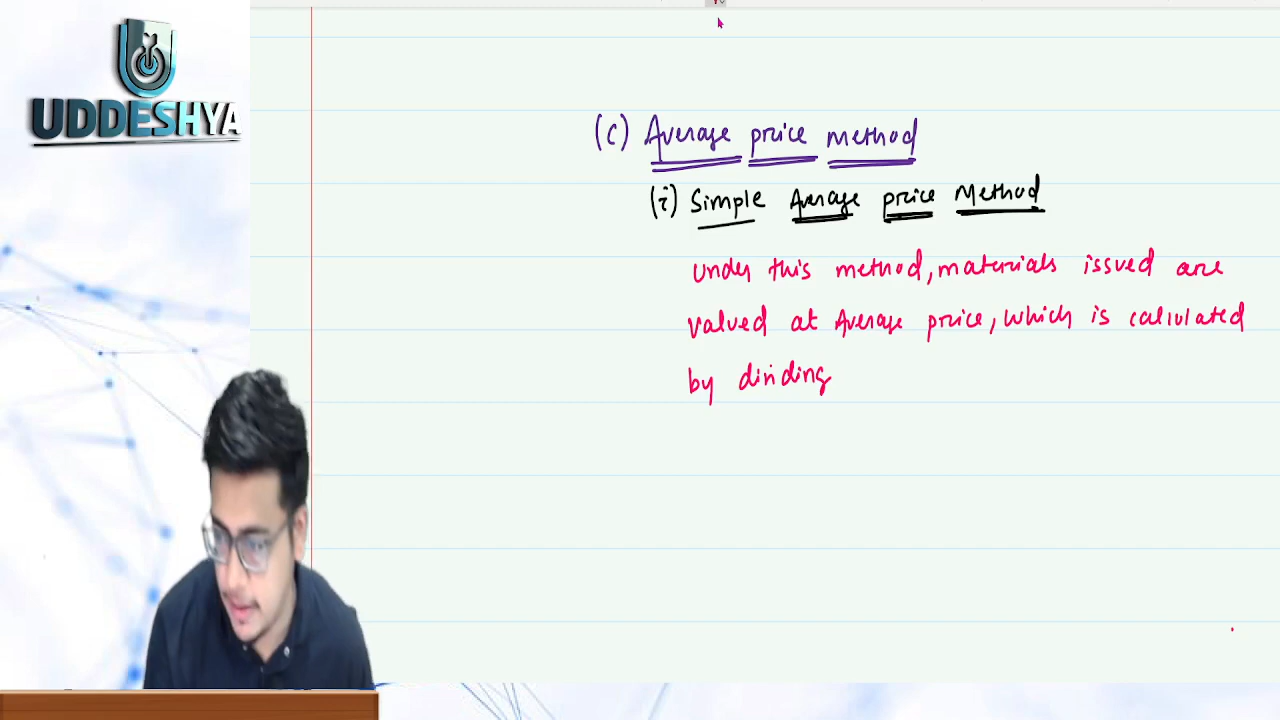 UDDESHYA
(c) Average price method
(i) Simple Average price Method
Under this method, materials issued are
valued at Average price, which is calculated
by dividing